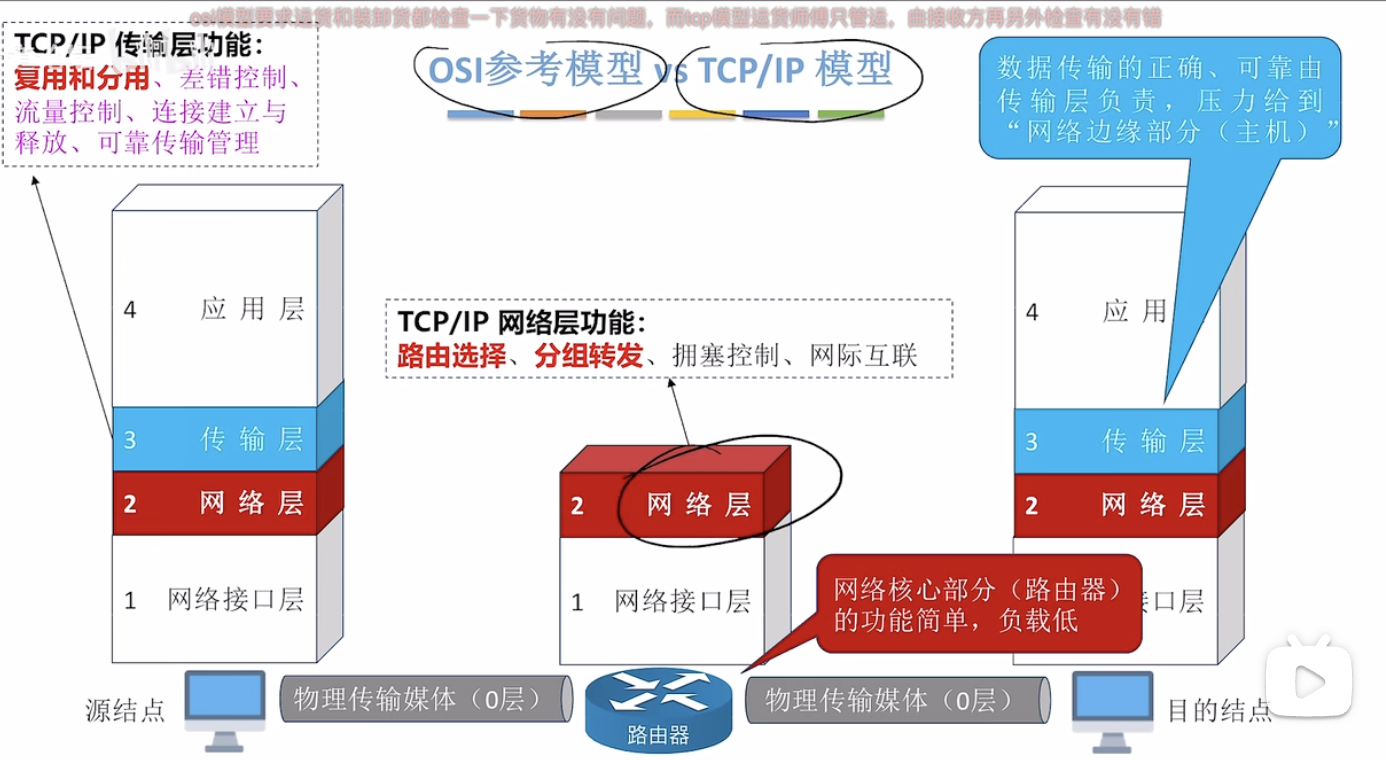 osi模型要求运货和装卸货都检查一下货物有没有问题，而tcp模型运货师傅只管运，由接收方再另外检查有没有错
TCP/IP 传输层功能：
复用和分用、差错控制、
流量控制、连接建立与
释放、可靠传输管理
OSI参考模型 vs TCP/IP 模型
数据传输的正确、可靠由
传输层负责，压力给到
“网络边缘部分（主机）”
4 应用层
3 传输层
2 网络层
1 网络接口层
TCP/IP 网络层功能：
路由选择、分组转发、拥塞控制、网际互联
2 网络层
1 网络接口层
4 应用
3 传输层
2 网络层
接口层
网络核心部分（路由器）
的功能简单，负载低
源结点
物理传输媒体（0层）
路由器
物理传输媒体（0层）
目的结点